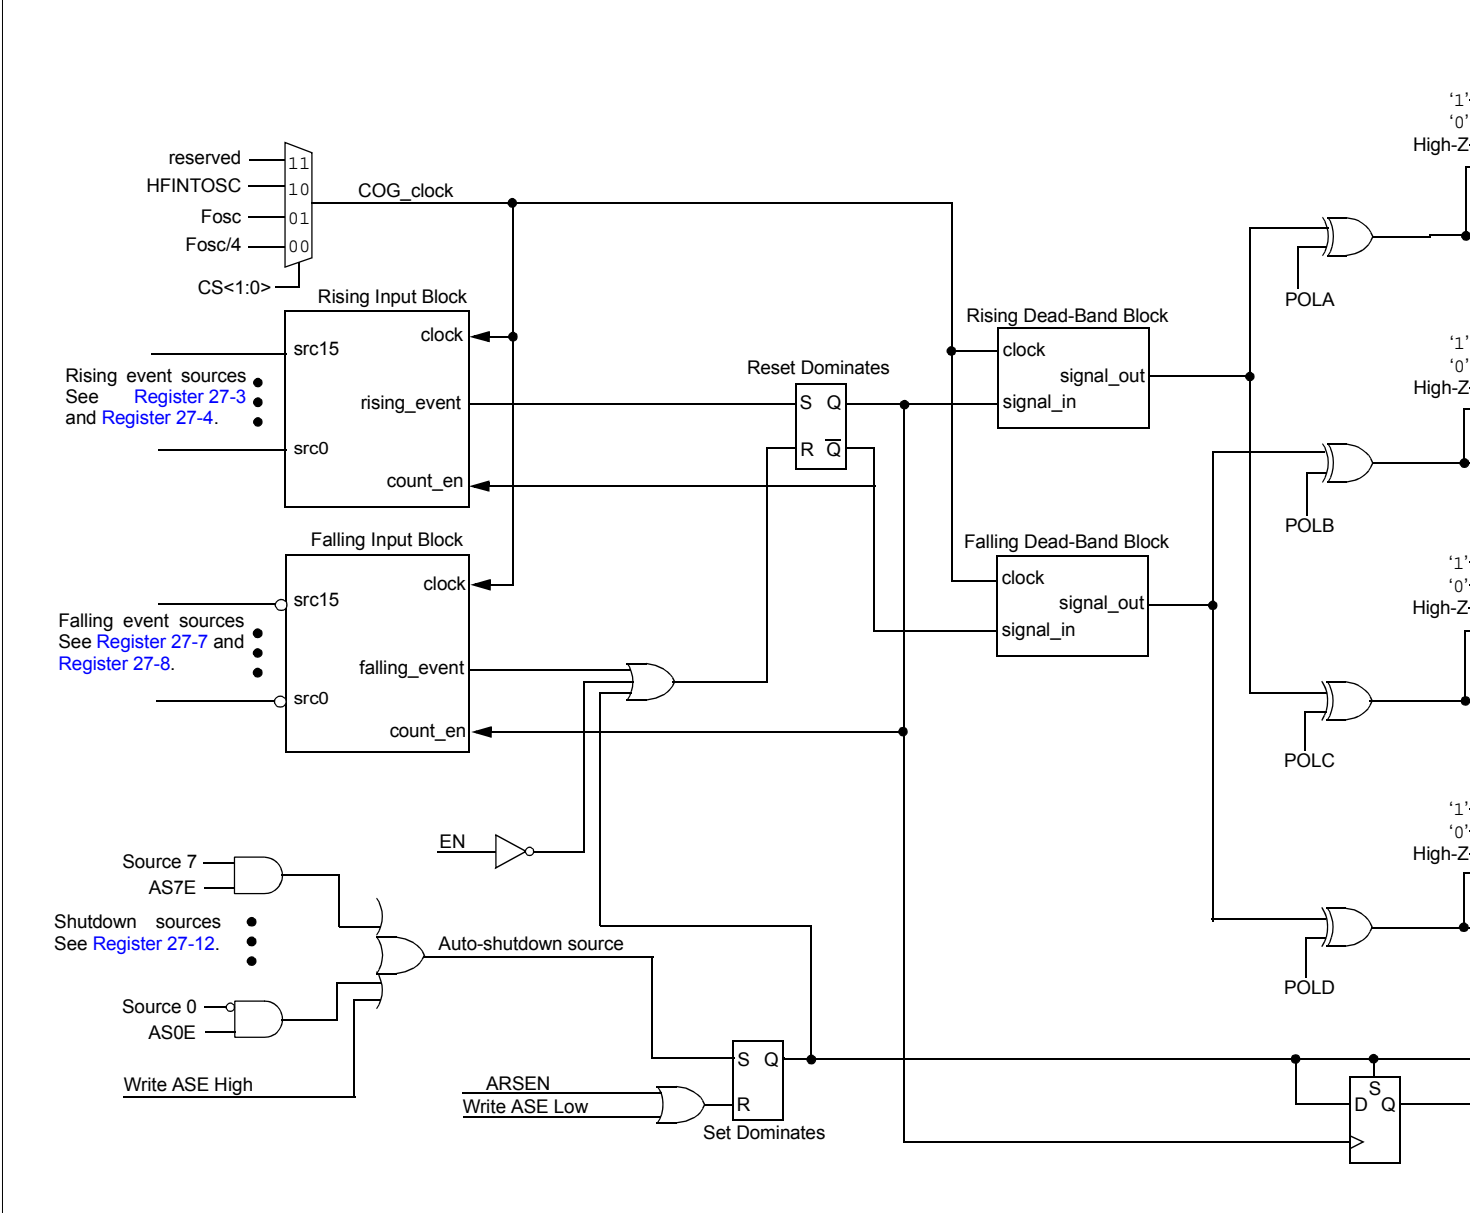 ‘1’
‘0’
High-Z
reserved
11
HFINTOSC
10
COG_clock
Fosc
01
Fosc/4
00
CS<1:0>
Rising Input Block
clock
src15
Rising event sources
See Register 27-3
and Register 27-4.
rising_event
src0
count_en
Reset Dominates
S Q
R Q
Rising Dead-Band Block
clock
signal_out
signal_in
POLA
‘1’
‘0’
High-Z
POLB
Falling Input Block
clock
src15
Falling event sources
See Register 27-7 and
Register 27-8.
falling_event
src0
count_en
Falling Dead-Band Block
clock
signal_out
signal_in
‘1’
‘0’
High-Z
POLC
EN
Source 7
AS7E
Shutdown sources
See Register 27-12.
Auto-shutdown source
Source 0
AS0E
Write ASE High
ARSEN
Write ASE Low
S Q
R
Set Dominates
‘1’
‘0’
High-Z
POLD
S
D Q